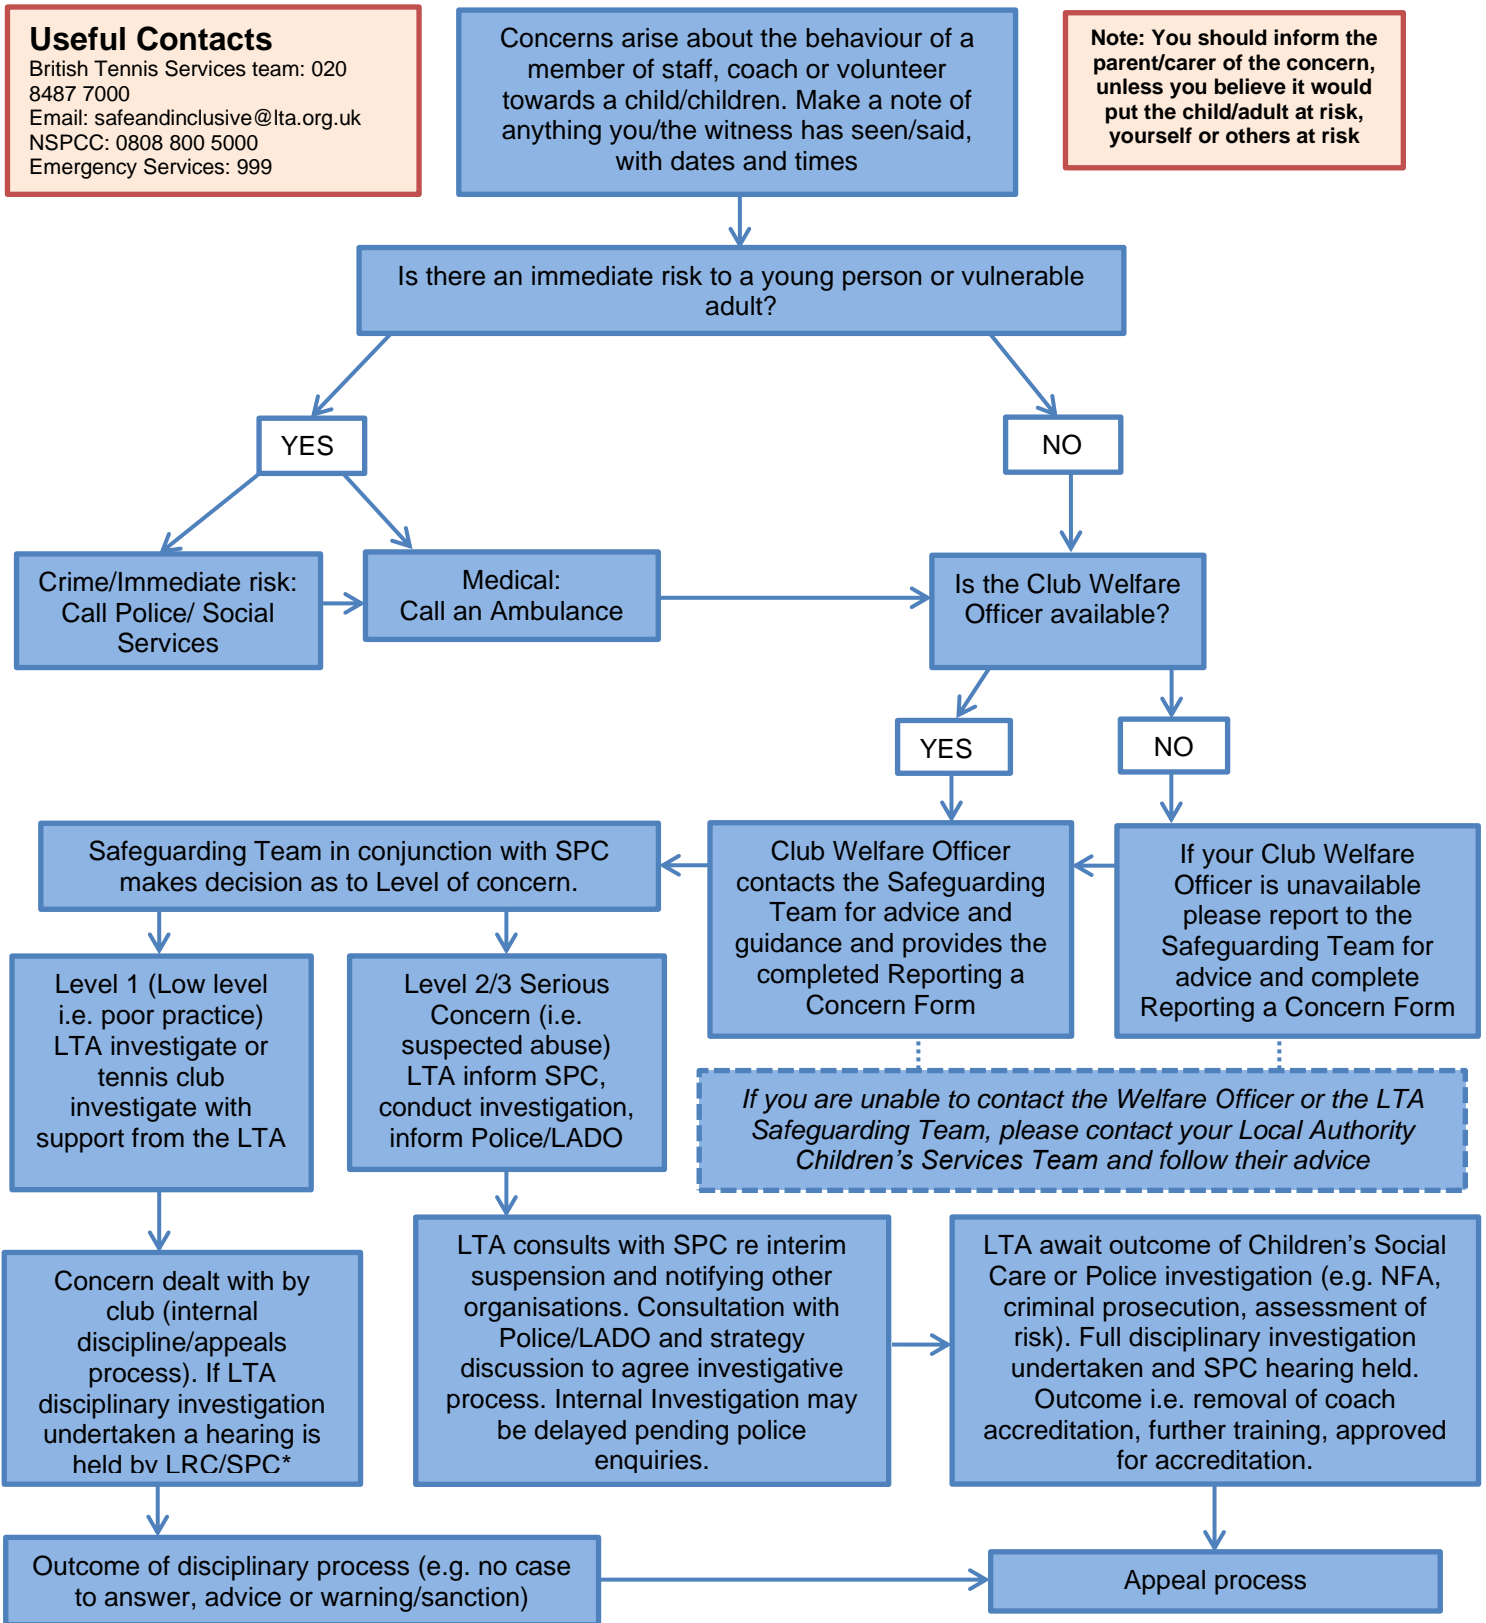 Useful Contacts
British Tennis Services team: 020
8487 7000
Email: safeandinclusive@lta.org.uk
NSPCC: 0808 800 5000
Emergency Services: 999
Concerns arise about the behaviour of a
member of staff, coach or volunteer
towards a child/children. Make a note of
anything you/the witness has seen/said,
with dates and times
Note: You should inform the
parent/carer of the concern,
unless you believe it would
put the child/adult at risk,
yourself or others at risk
Is there an immediate risk to a young person or vulnerable
adult?
YES
NO
Crime/Immediate risk:
Call Police/ Social
Services
Medical:
Call an Ambulance
Is the Club Welfare
Officer available?
YES
NO
Safeguarding Team in conjunction with SPC
makes decision as to Level of concern.
Club Welfare Officer
contacts the Safeguarding
Team for advice and
guidance and provides the
completed Reporting a
Concern Form
If your Club Welfare
Officer is unavailable
please report to the
Safeguarding Team for
advice and complete
Reporting a Concern Form
Level 1 (Low level
i.e. poor practice)
LTA investigate or
tennis club
investigate with
support from the LTA
Level 2/3 Serious
Concern (i.e.
suspected abuse)
LTA inform SPC,
conduct investigation,
inform Police/LADO
If you are unable to contact the Welfare Officer or the LTA
Safeguarding Team, please contact your Local Authority
Children's Services Team and follow their advice
Concern dealt with by
club (internal
discipline/appeals
process). If LTA
disciplinary investigation
undertaken a hearing is
held by LRC/SPC*
LTA consults with SPC re interim
suspension and notifying other
organisations. Consultation with
Police/LADO and strategy
discussion to agree investigative
process. Internal Investigation may
be delayed pending police
enquiries.
LTA await outcome of Children's Social
Care or Police investigation (e.g. NFA,
criminal prosecution, assessment of
risk). Full disciplinary investigation
undertaken and SPC hearing held.
Outcome i.e. removal of coach
accreditation, further training, approved
for accreditation.
Outcome of disciplinary process (e.g. no case
to answer, advice or warning/sanction)
Appeal process